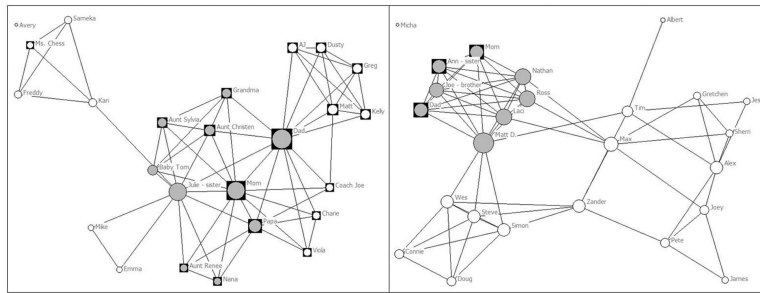 Avery
Sameka
Ms. Chess
Freddy
Kari
AJ
Dusty
Greg
Matt
Kelly
Grandma
Aunt Sylvia
Aunt Christen
Dad
Baby Tom
Julie - sister
Mom
Coach Joe
Papa
Viola
Mike
Emma
Aunt Renee
Nana
Micha
Albert
Mom
Ann - sister
Nathan
Joe - brother
Ross
Dad
Laci
Matt D.
Tim
Gretchen
Sherri
Max
Alex
Wes
Steve
Simon
Zander
Joey
Connie
Doug
Pete
James